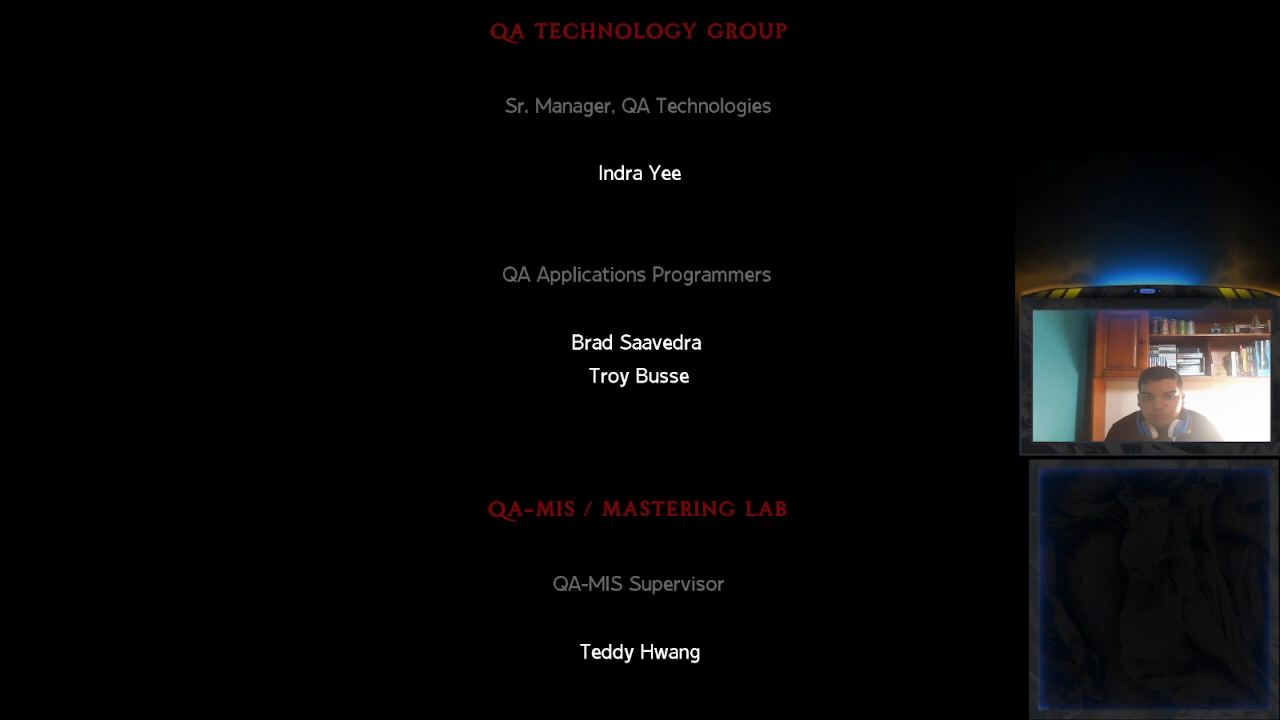 QA TECHNOLOGY GROUP
Sr. Manager, QA Technologies
Indra Yee
QA Applications Programmers
Brad Saavedra
Troy Busse
QA-MIS / MASTERING LAB
QA-MIS Supervisor
Teddy Hwang